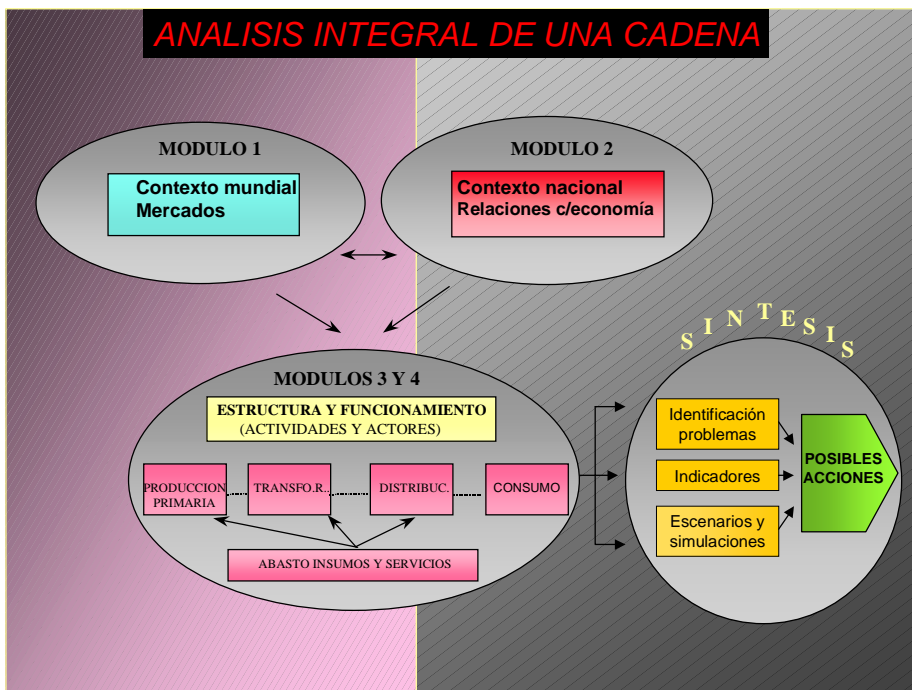 ANALISIS INTEGRAL DE UNA CADENA
MODULO 1
Contexto mundial
Mercados
MODULO 2
Contexto nacional
Relaciones c/economía
MODULOS 3 Y 4
ESTRUCTURA Y FUNCIONAMIENTO
(ACTIVIDADES Y ACTORES)
PRODUCCION
PRIMARIA
TRANSFO.R.
DISTRIBUC.
CONSUMO
ABASTO INSUMOS Y SERVICIOS
SINTESIS
Identificación
problemas
Indicadores
Escenarios y
simulaciones
POSIBLES
ACCIONES